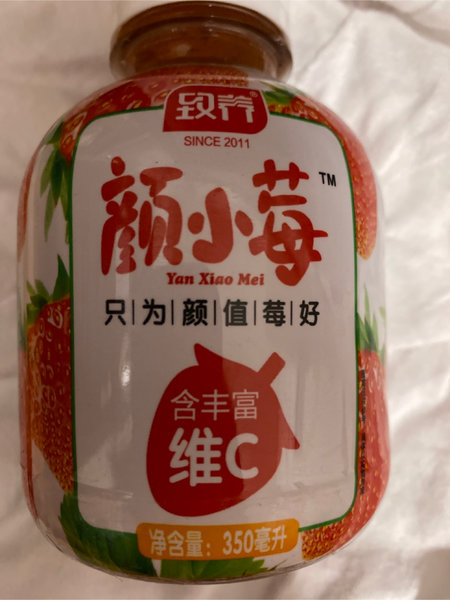 致养®
SINCE 2011
颜小莓™
Yan Xiao Mei
只|为|颜|值|莓|好
含丰富
维C
净含量：350毫升